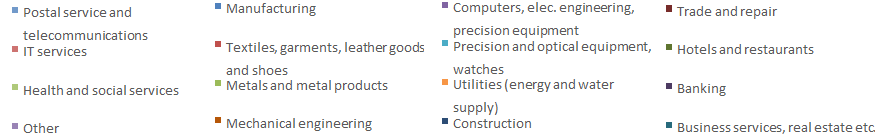 Postal service and
telecommunications
IT services
Health and social services
Other
Manufacturing
Textiles, garments, leather goods
and shoes
Metals and metal products
Mechanical engineering
Computers, elec. engineering,
precision equipment
Precision and optical equipment,
watches
Utilities (energy and water
supply)
Construction
Trade and repair
Hotels and restaurants
Banking
Business services, real estate etc